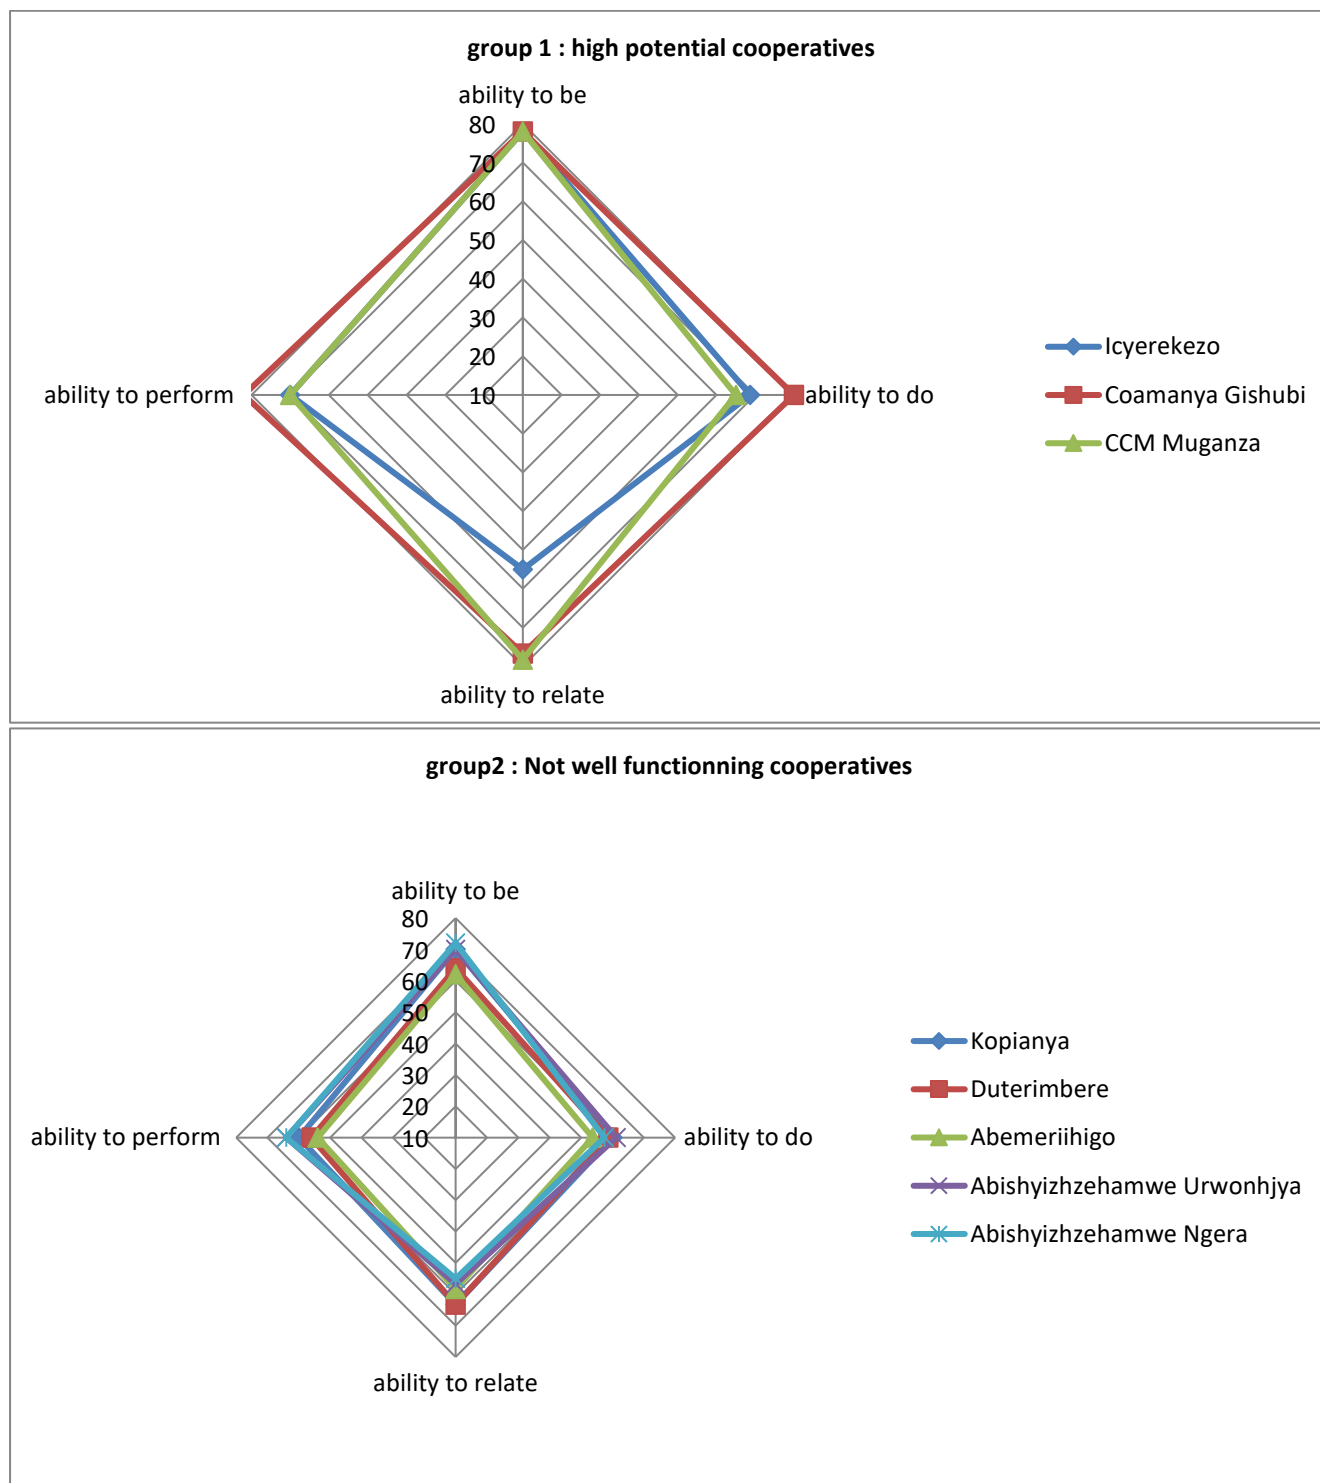 group 1 : high potential cooperatives
ability to be
80
70
60
50
40
30
20
10
ability to perform
ability to do
ability to relate
Icyerekezo
Coamanya Gishubi
CCM Muganza
group2 : Not well functionning cooperatives
ability to be
80
70
60
50
40
30
20
10
ability to perform
ability to do
ability to relate
Kopianya
Duterimbere
Abemeriihigo
Abishyizhzehamwe Urwonhjya
Abishyizhzehamwe Ngera